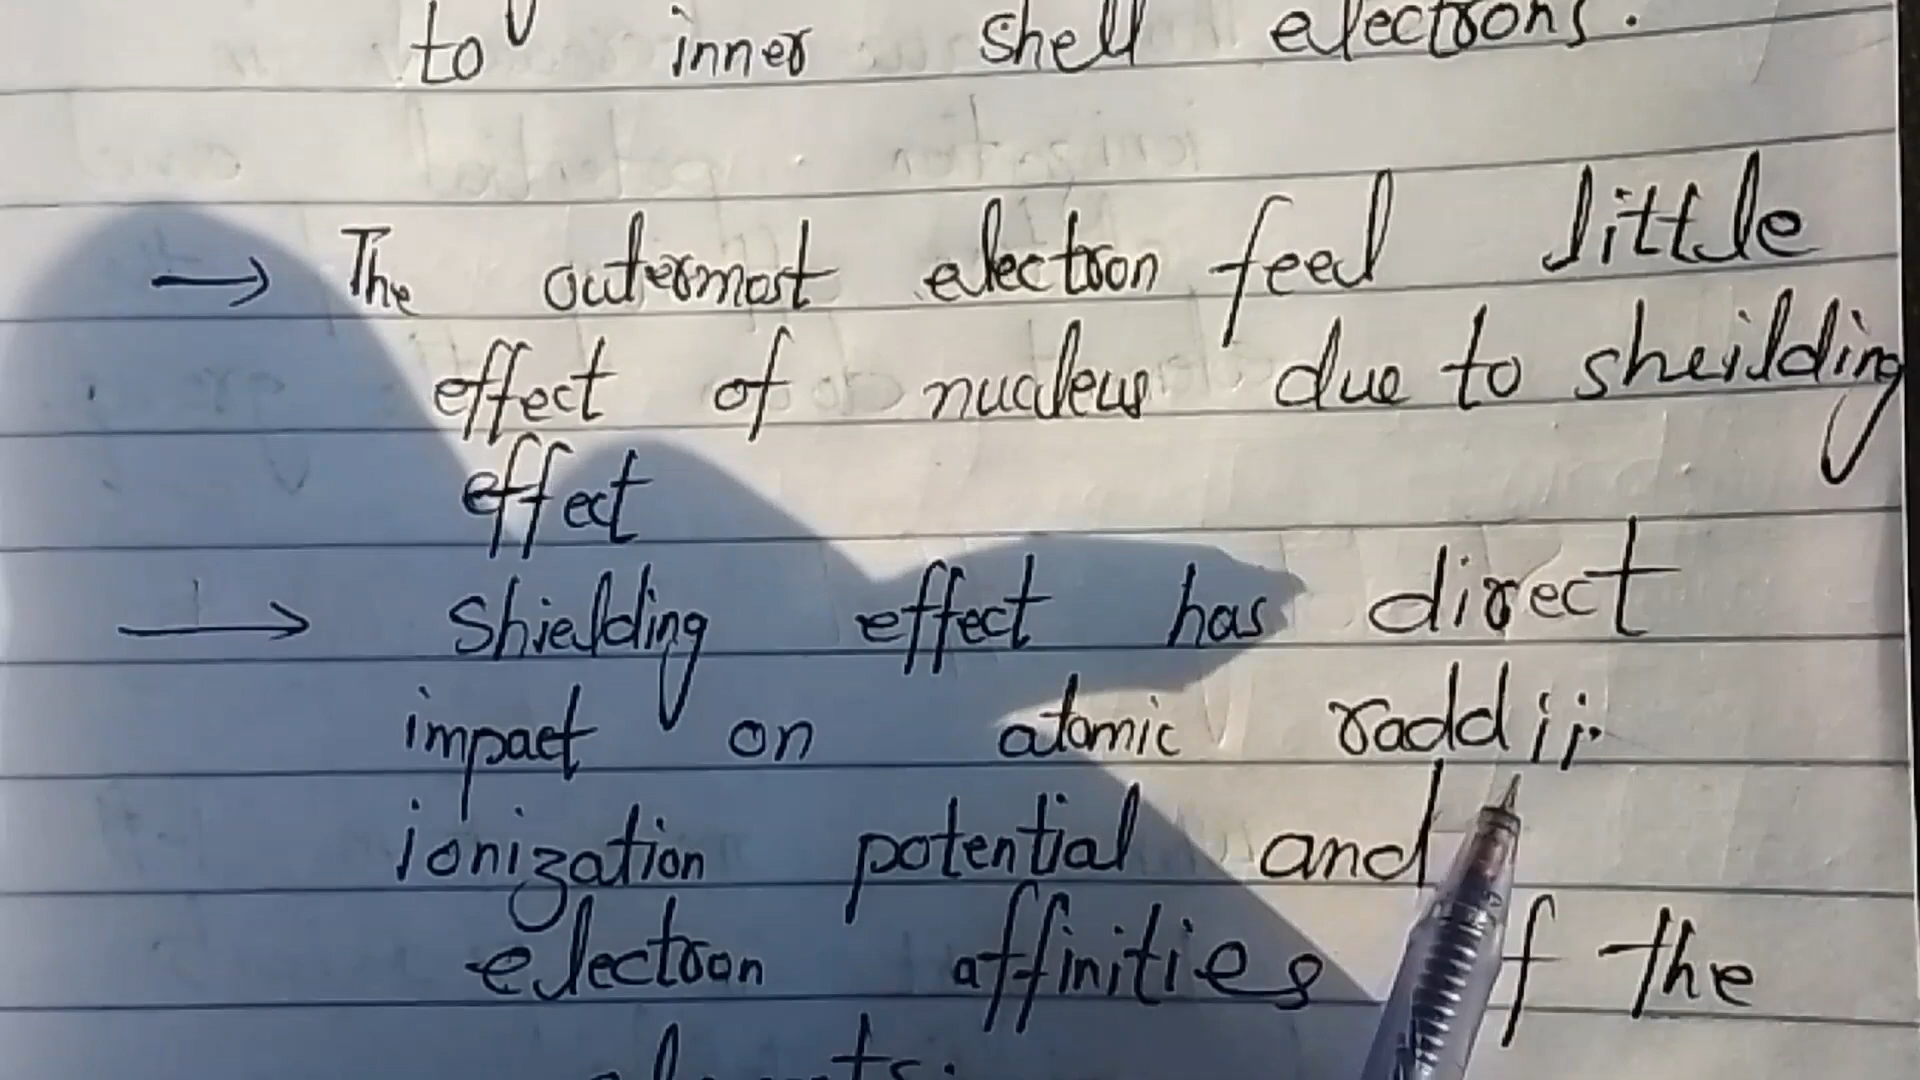 to inner shell electrons.
→ The outermost electron feel little
effect of nucleus due to sheilding
effect
→ Shielding effect has direct
impact on atomic raddii
ionization potential and
electron affinities of the